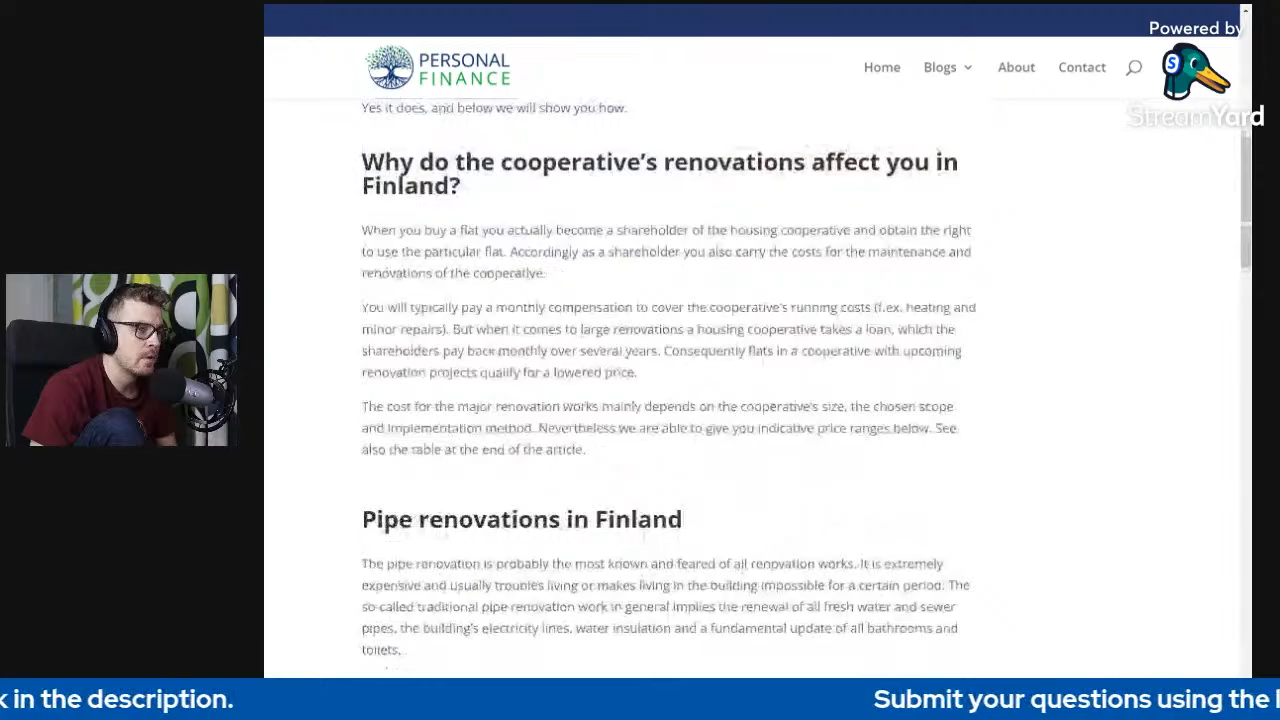 Powered by
StreamYard
PERSONAL
FINANCE
Home Blogs About Contact
Yes it does, and below we will show you how.
Why do the cooperative's renovations affect you in
Finland?
When you buy a flat you actually become a shareholder of the housing cooperative and obtain the right
to use the particular flat. Accordingly as a shareholder you also carry the costs for the maintenance and
renovations of the cooperative.
You will typically pay a monthly compensation to cover the cooperative's running costs (f.ex. heating and
minor repairs). But when it comes to large renovations a housing cooperative takes a loan, which the
shareholders pay back monthly over several years. Consequently flats in a cooperative with upcoming
renovation projects qualify for a lowered price.
The cost for the major renovation works mainly depends on the cooperative's size, the chosen scope
and implementation method. Nevertheless we are able to give you indicative price ranges below. See
also the table at the end of the article.
Pipe renovations in Finland
The pipe renovation is probably the most known and feared of all renovation works. It is extremely
expensive and usually troubles living or makes living in the building impossible for a certain period. The
so called traditional pipe renovation work in general implies the renewal of all fresh water and sewer
pipes, the building's electricity lines, water insulation and a fundamental update of all bathrooms and
toilets.
k in the description. Submit your questions using the